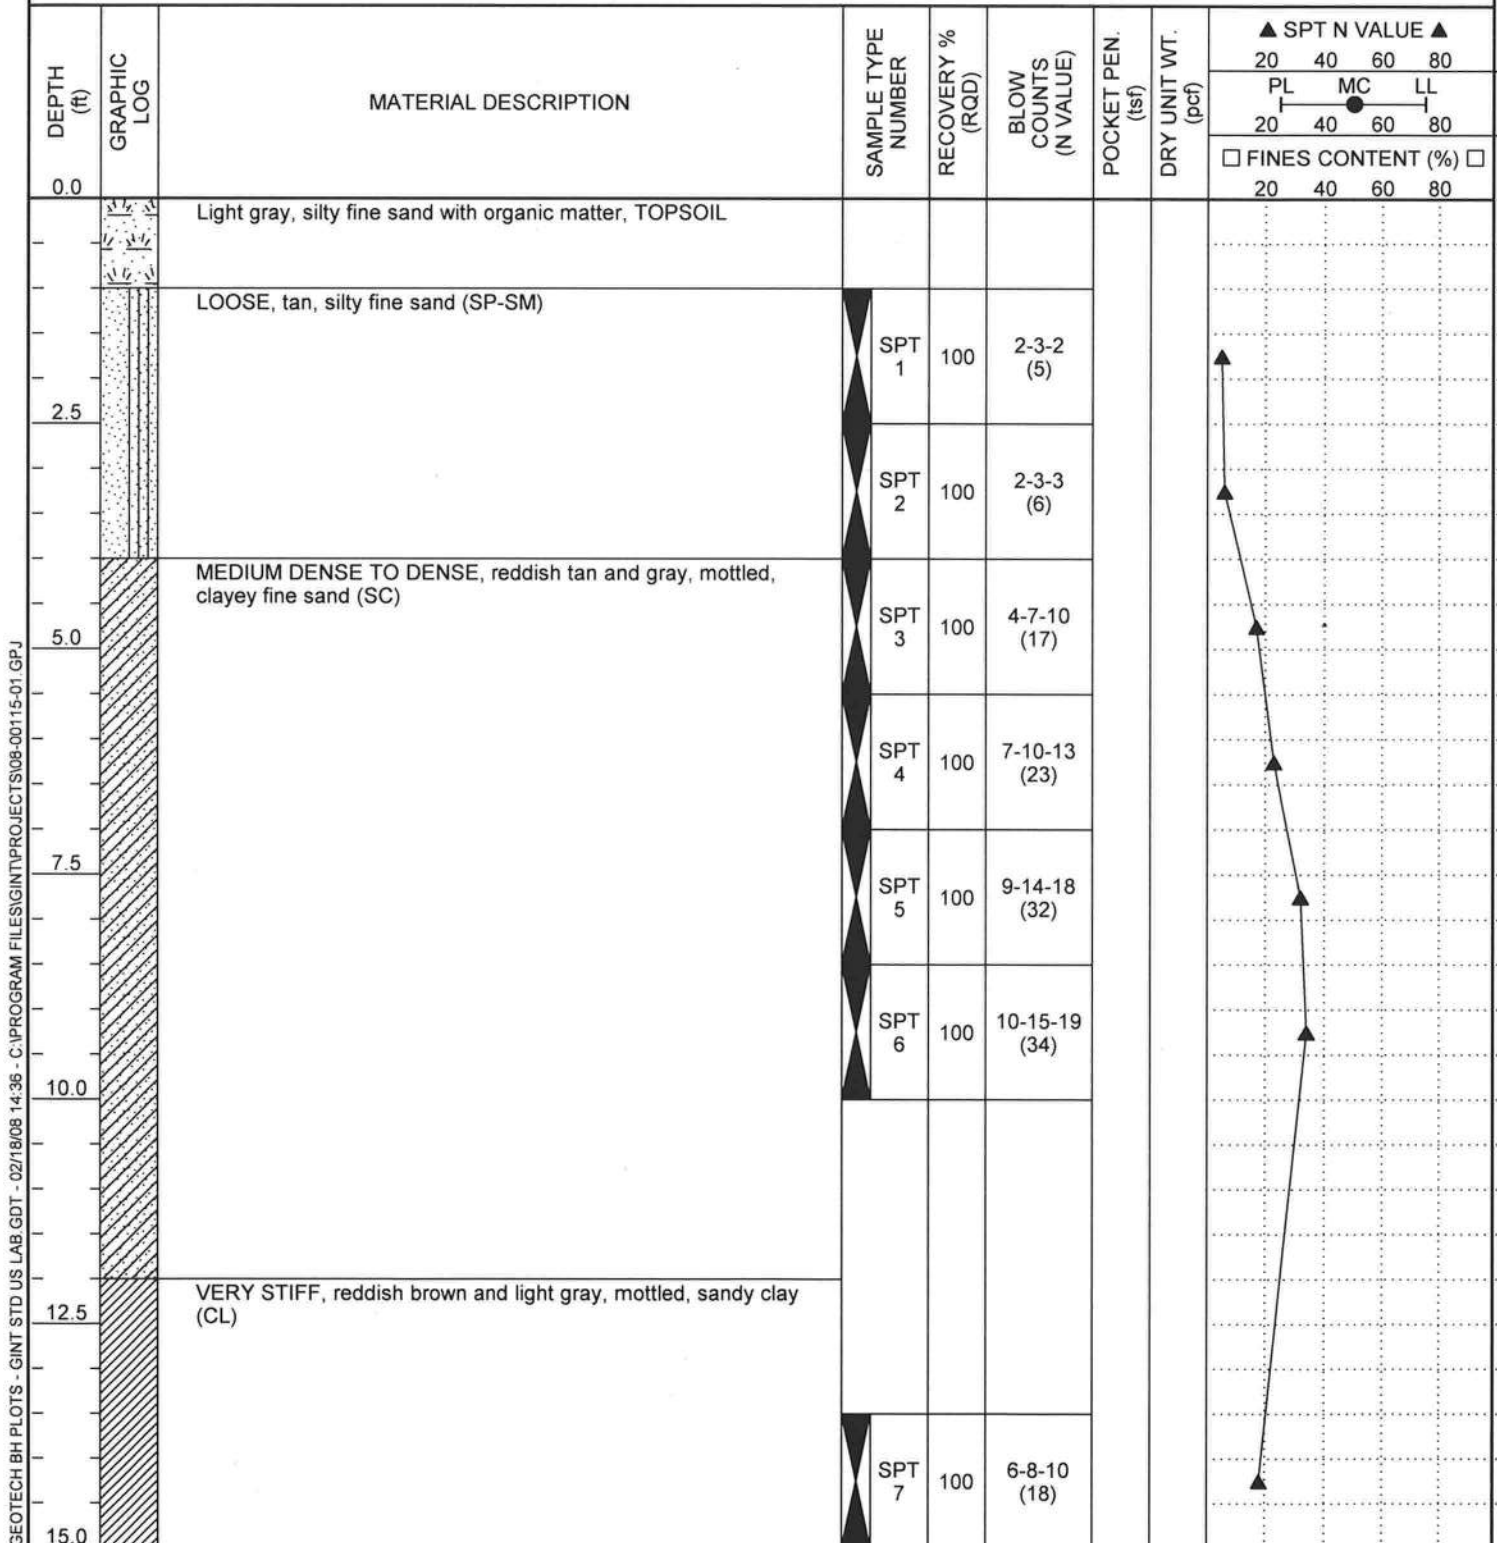 DEPTH
(ft)
GRAPHIC
LOG
MATERIAL DESCRIPTION
SAMPLE TYPE
NUMBER
RECOVERY %
(RQD)
BLOW
COUNTS
(N VALUE)
POCKET PEN.
(tsf)
DRY UNIT WT.
(pcf)
▲ SPT N VALUE ▲
20 40 60 80
PL MC LL
20 40 60 80
□ FINES CONTENT (%) □
20 40 60 80
0.0
Light gray, silty fine sand with organic matter, TOPSOIL
LOOSE, tan, silty fine sand (SP-SM)
SPT
1
100
2-3-2
(5)
2.5
SPT
2
100
2-3-3
(6)
MEDIUM DENSE TO DENSE, reddish tan and gray, mottled,
clayey fine sand (SC)
SPT
3
100
4-7-10
(17)
5.0
SPT
4
100
7-10-13
(23)
7.5
SPT
5
100
9-14-18
(32)
SPT
6
100
10-15-19
(34)
10.0
VERY STIFF, reddish brown and light gray, mottled, sandy clay
(CL)
12.5
SPT
7
100
6-8-10
(18)
15.0
GEOTECH BH PLOTS - GINT STD US LAB.GDT - 02/18/08 14:36 - C:\PROGRAM FILES\GINT\PROJECTS\08-00115-01.GPJ